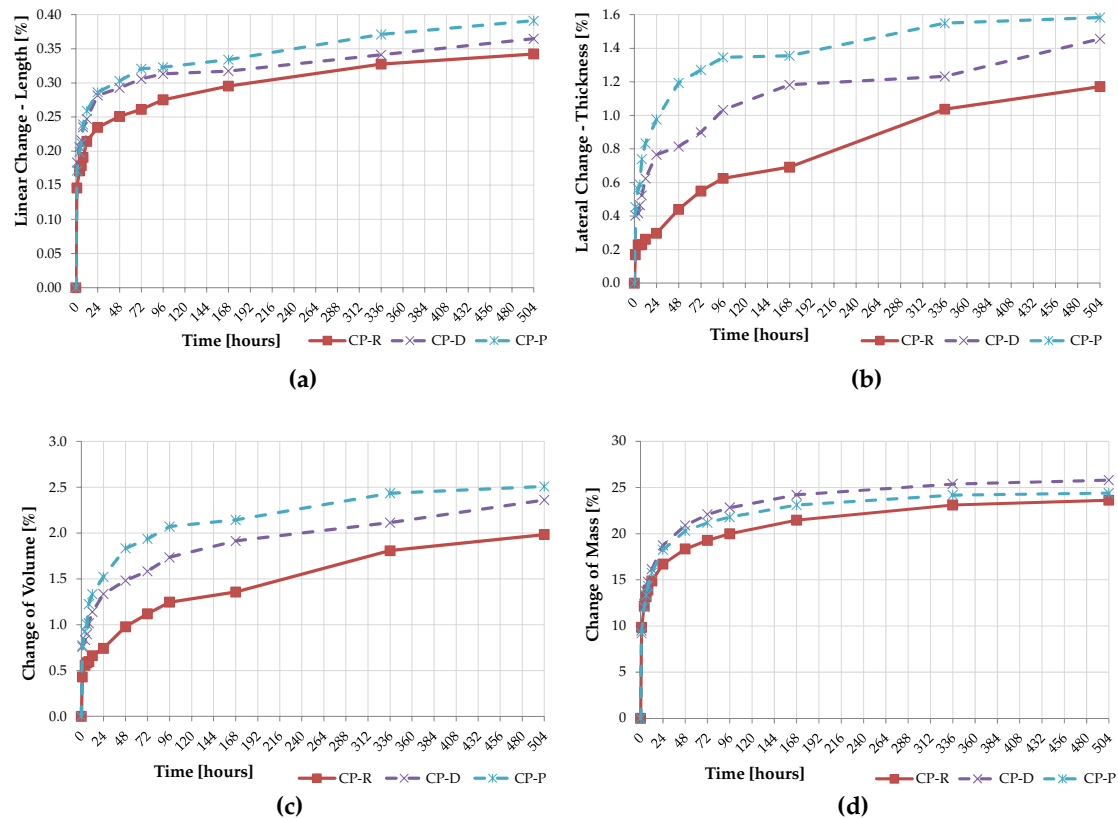 Linear Change - Length [%]
0.40
0.35
0.30
0.25
0.20
0.15
0.10
0.05
0.00
0 24 48 72 96 120 144 168 192 216 240 264 288 312 336 360 384 408 432 456 480 504
Time [hours]
CP-R CP-D CP-P
(a)
Lateral Change - Thickness [%]
1.6
1.4
1.2
1.0
0.8
0.6
0.4
0.2
0.0
0 24 48 72 96 120 144 168 192 216 240 264 288 312 336 360 384 408 432 456 480 504
Time [hours]
CP-R CP-D CP-P
(b)
Change of Volume [%]
3.0
2.5
2.0
1.5
1.0
0.5
0.0
0 24 48 72 96 120 144 168 192 216 240 264 288 312 336 360 384 408 432 456 480 504
Time [hours]
CP-R CP-D CP-P
(c)
Change of Mass [%]
30
25
20
15
10
5
0
0 24 48 72 96 120 144 168 192 216 240 264 288 312 336 360 384 408 432 456 480 504
Time [hours]
CP-R CP-D CP-P
(d)